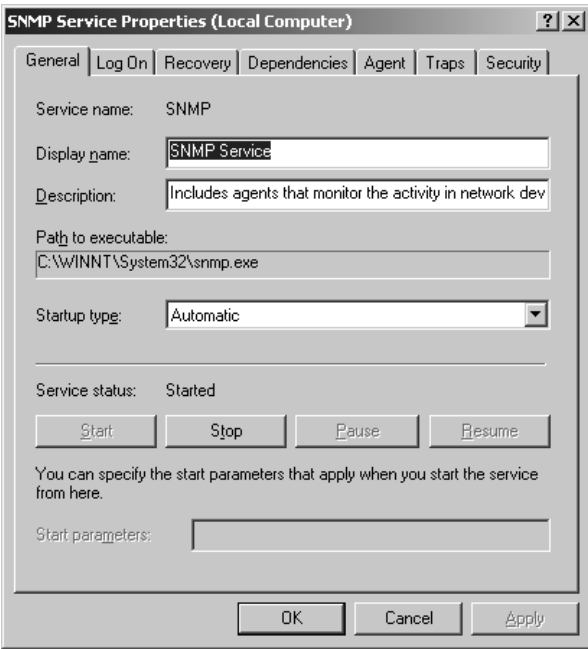 SNMP Service Properties (Local Computer)
General Log On Recovery Dependencies Agent Traps Security
Service name: SNMP
Display name: SNMP Service
Description: Includes agents that monitor the activity in network dev
Path to executable:
C:\WINNT\System32\snmp.exe
Startup type: Automatic
Service status: Started
Start Stop Pause Resume
You can specify the start parameters that apply when you start the service
from here.
Start parameters:
OK Cancel Apply